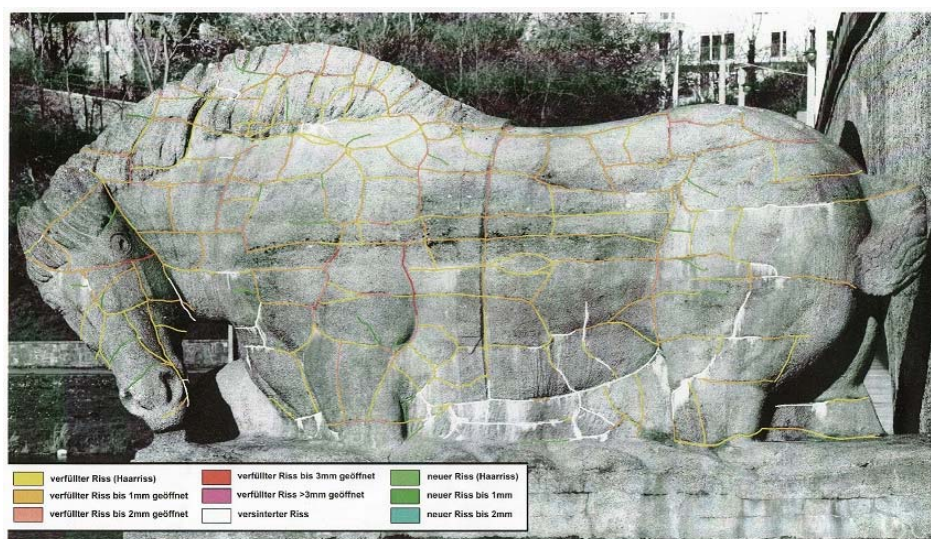 verfüllter Riss (Haarriss)
verfüllter Riss bis 1mm geöffnet
verfüllter Riss bis 2mm geöffnet
verfüllter Riss bis 3mm geöffnet
verfüllter Riss >3mm geöffnet
versinterter Riss
neuer Riss (Haarriss)
neuer Riss bis 1mm
neuer Riss bis 2mm